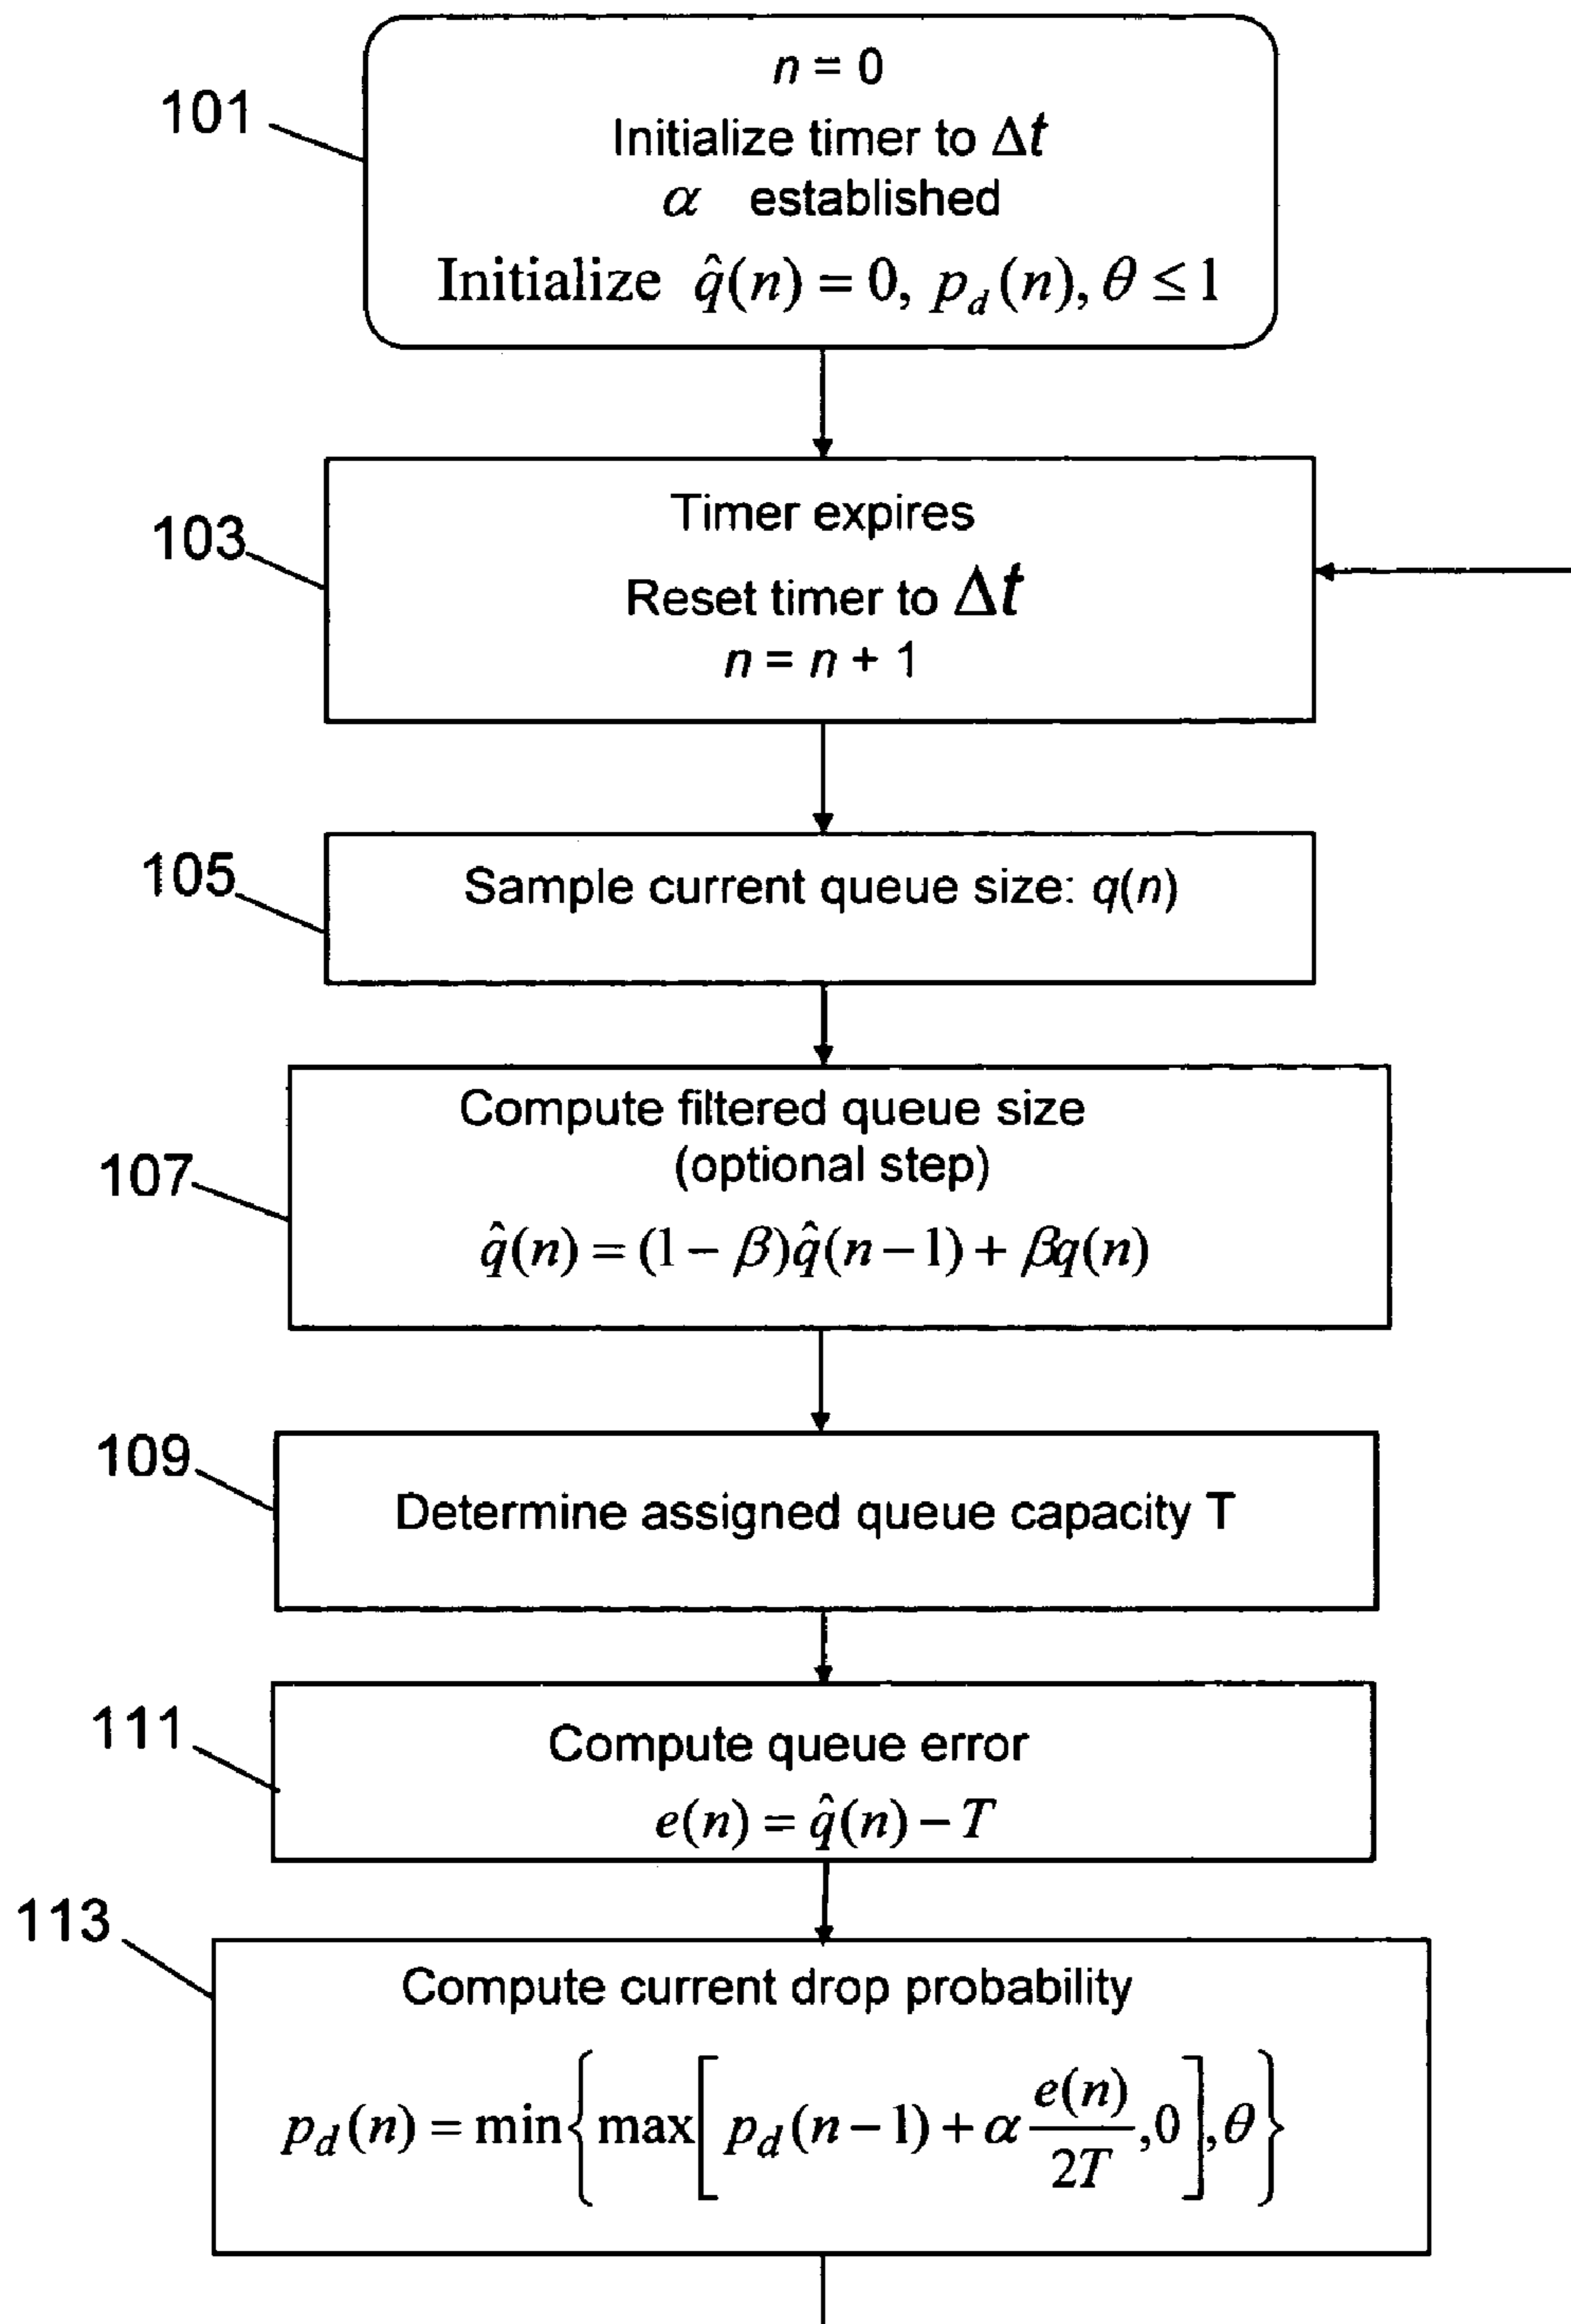 101
n = 0
Initialize timer to Δt
α established
Initialize q̂(n) = 0, p_d(n), θ ≤ 1
103
Timer expires
Reset timer to Δt
n = n + 1
105
Sample current queue size: q(n)
107
Compute filtered queue size
(optional step)
q̂(n) = (1 − β)q̂(n−1) + βq(n)
109
Determine assigned queue capacity T
111
Compute queue error
e(n) = q̂(n) − T
113
Compute current drop probability
p_d(n) = min{max[p_d(n−1) + α e(n)/2T, 0], θ}